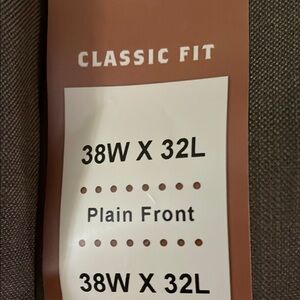 CLASSIC FIT
38W X 32L
Plain Front
38W X 32L